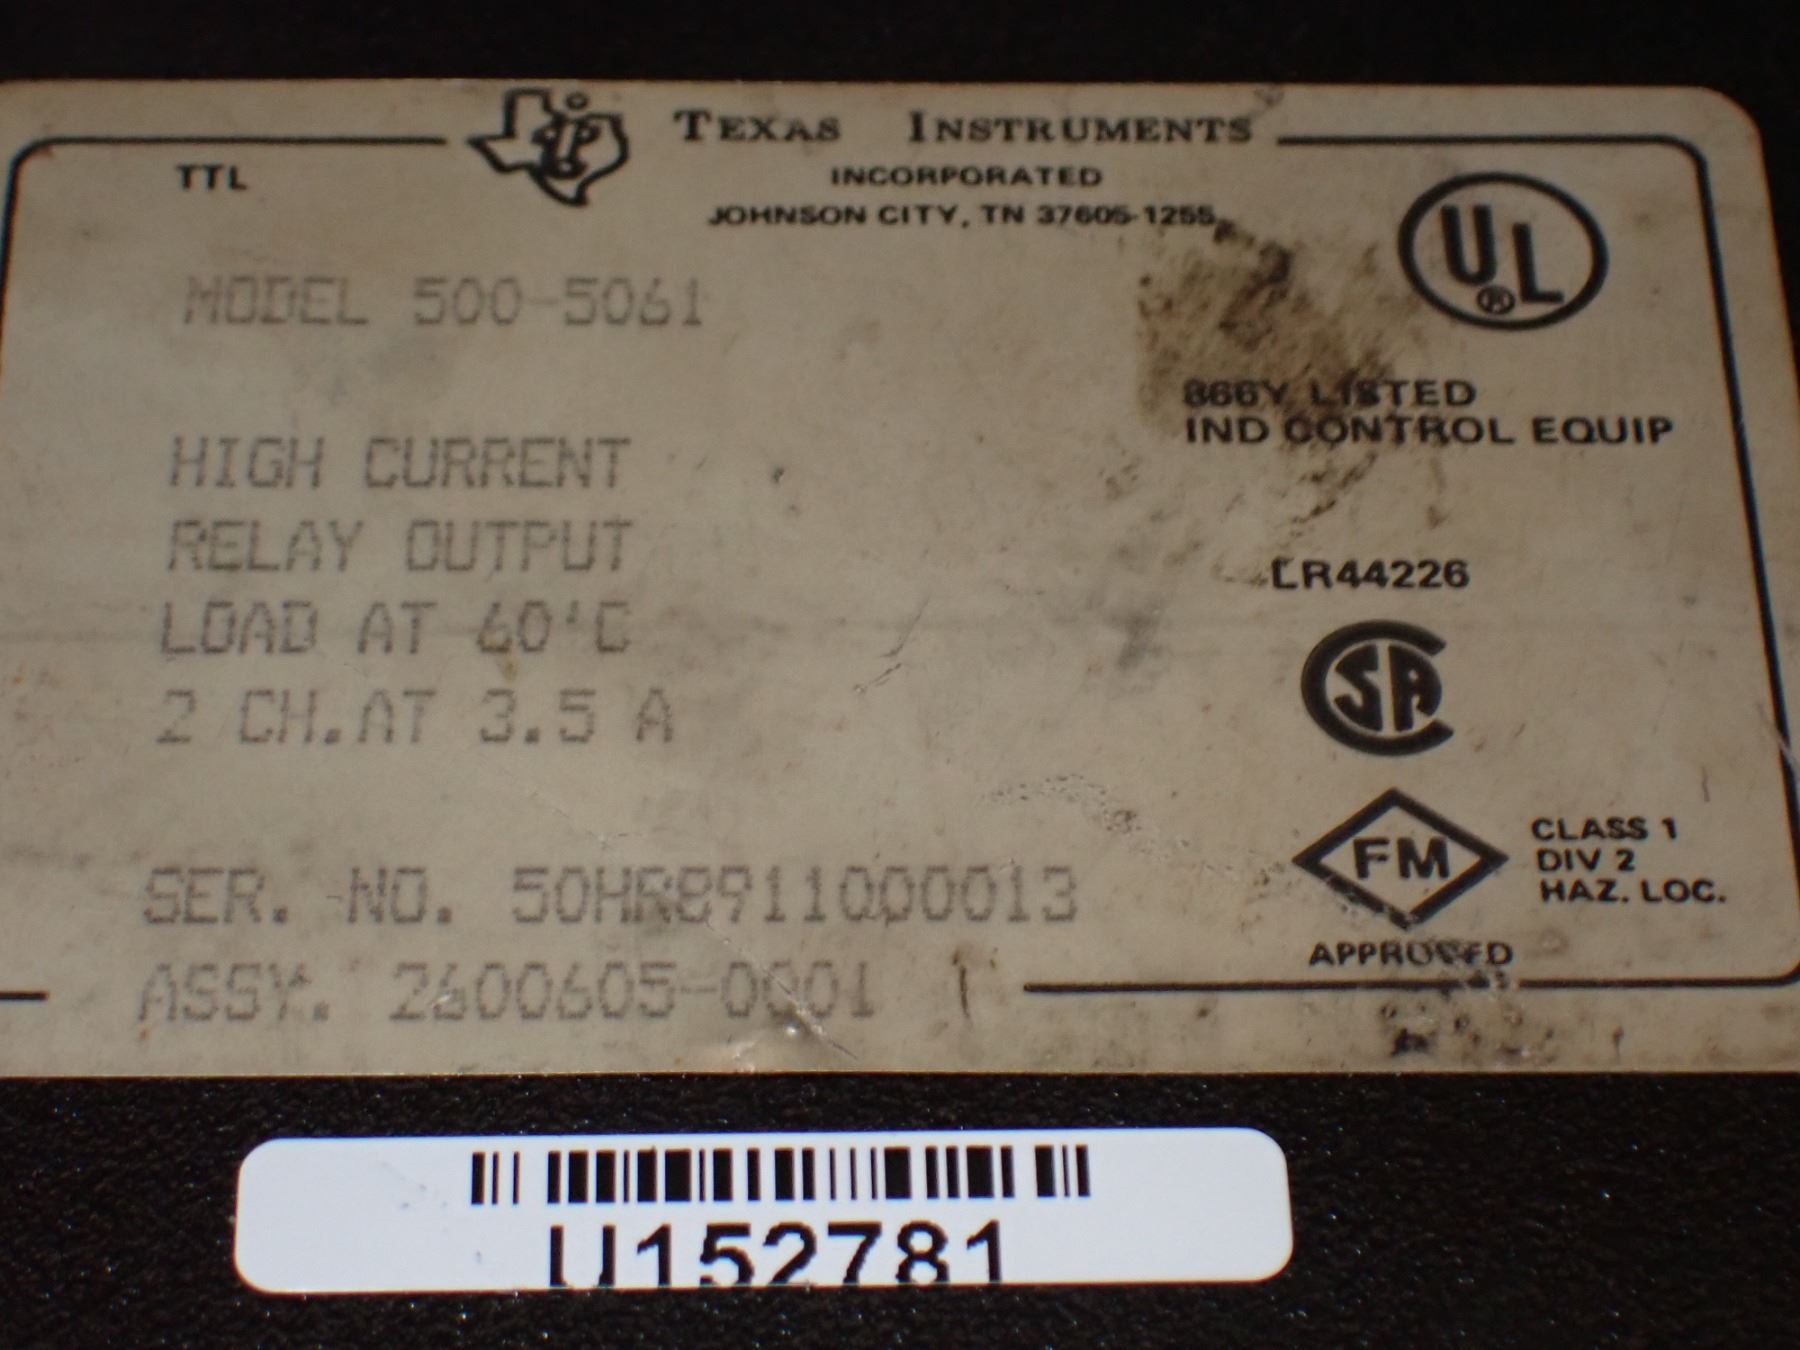 TEXAS INSTRUMENTS
INCORPORATED
JOHNSON CITY, TN 37605-1255
TTL
UL®
MODEL 500-5061
866Y LISTED
IND CONTROL EQUIP
HIGH CURRENT
RELAY OUTPUT
LOAD AT 60'C
2 CH.AT 3.5 A
LR44226
CSA
FM
CLASS 1
DIV 2
HAZ. LOC.
APPROVED
SER. NO. 50HR8911000013
ASSY. 2600605-0001
U152781